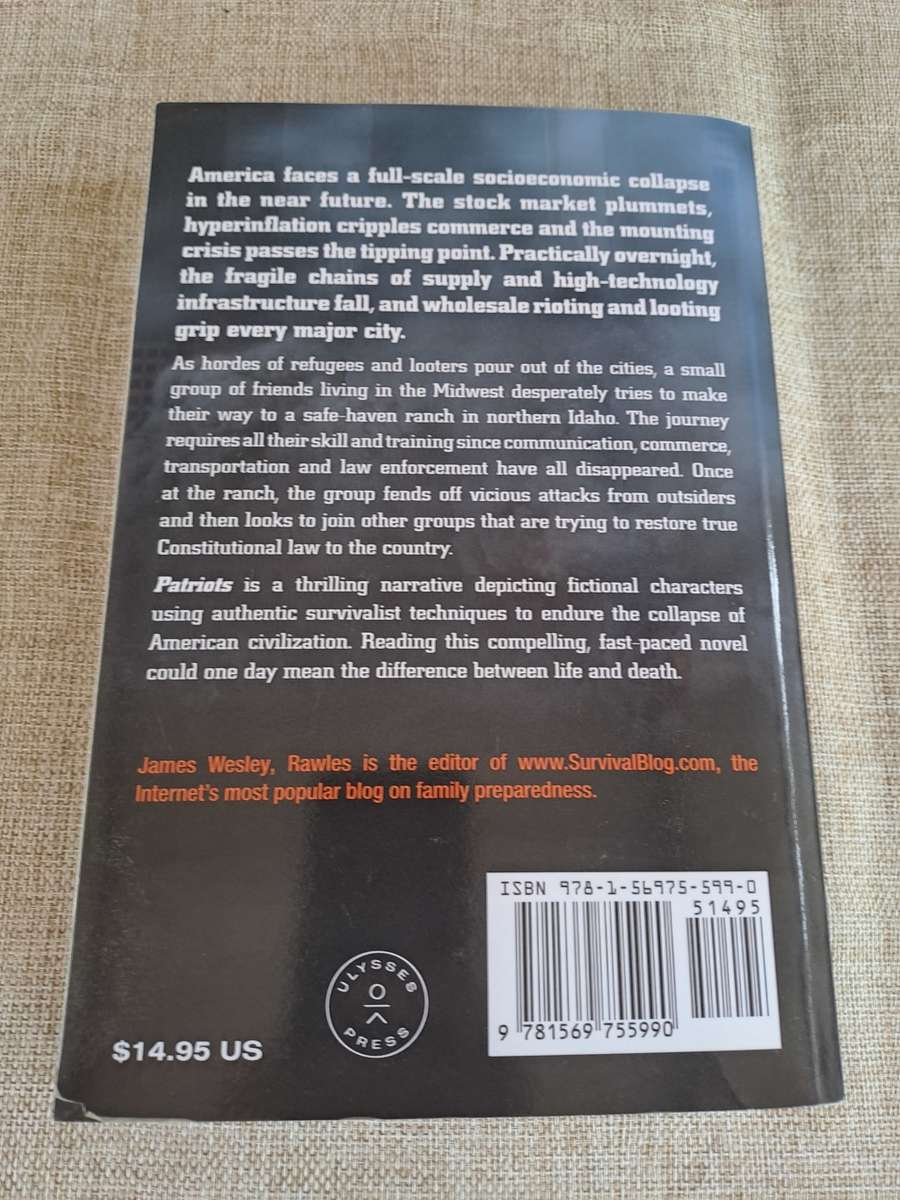 America faces a full-scale socioeconomic collapse
in the near future. The stock market plummets,
hyperinflation cripples commerce and the mounting
crisis passes the tipping point. Practically overnight,
the fragile chains of supply and high-technology
infrastructure fall, and wholesale rioting and looting
grip every major city.
As hordes of refugees and looters pour out of the cities, a small
group of friends living in the Midwest desperately tries to make
their way to a safe-haven ranch in northern Idaho. The journey
requires all their skill and training since communication, commerce,
transportation and law enforcement have all disappeared. Once
at the ranch, the group fends off vicious attacks from outsiders
and then looks to join other groups that are trying to restore true
Constitutional law to the country.
Patriots is a thrilling narrative depicting fictional characters
using authentic survivalist techniques to endure the collapse of
American civilization. Reading this compelling, fast-paced novel
could one day mean the difference between life and death.
James Wesley, Rawles is the editor of www.SurvivalBlog.com, the
Internet's most popular blog on family preparedness.
ISBN 978-1-56975-599-0
51495
9 781569 755990
ULYSSES
PRESS
$14.95 US